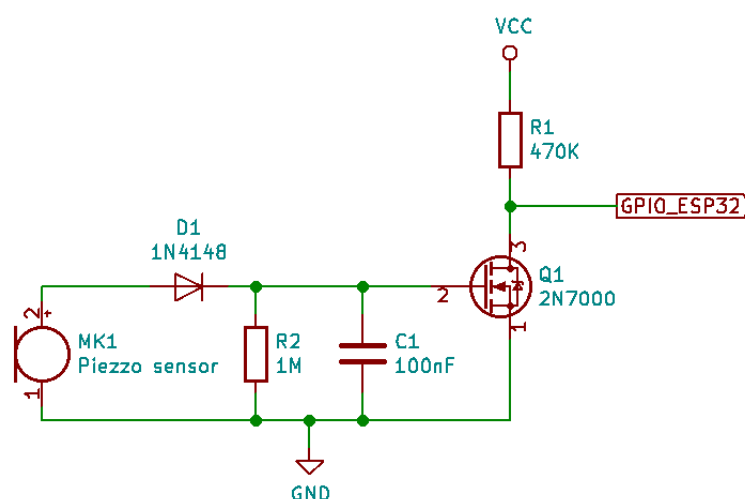 VCC
R1
470K
GPIO_ESP32
D1
1N4148
3
Q1
2N7000
2
1
2
+
MK1
Piezzo sensor
1
R2
1M
C1
100nF
GND